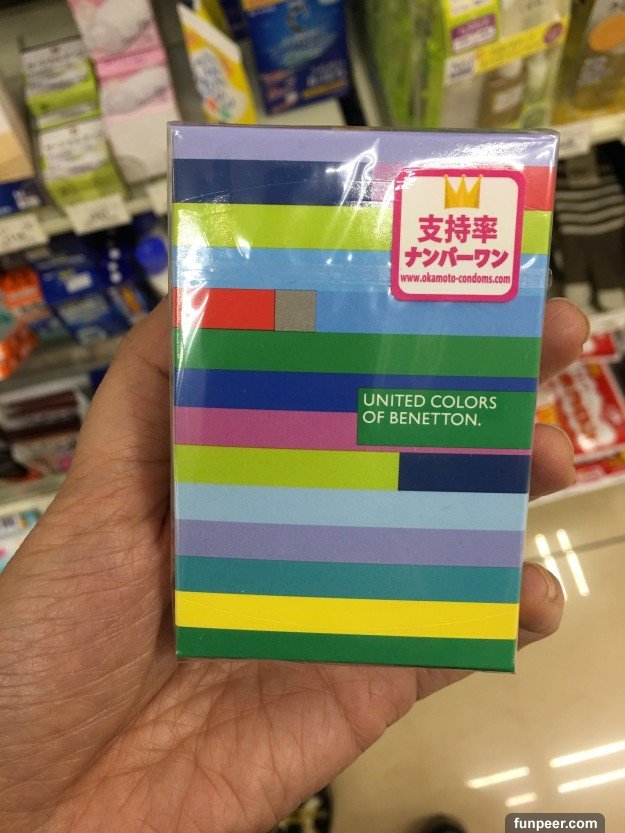 支持率
ナンバーワン
www.okamoto-condoms.com
UNITED COLORS
OF BENETTON.
funpeer.com